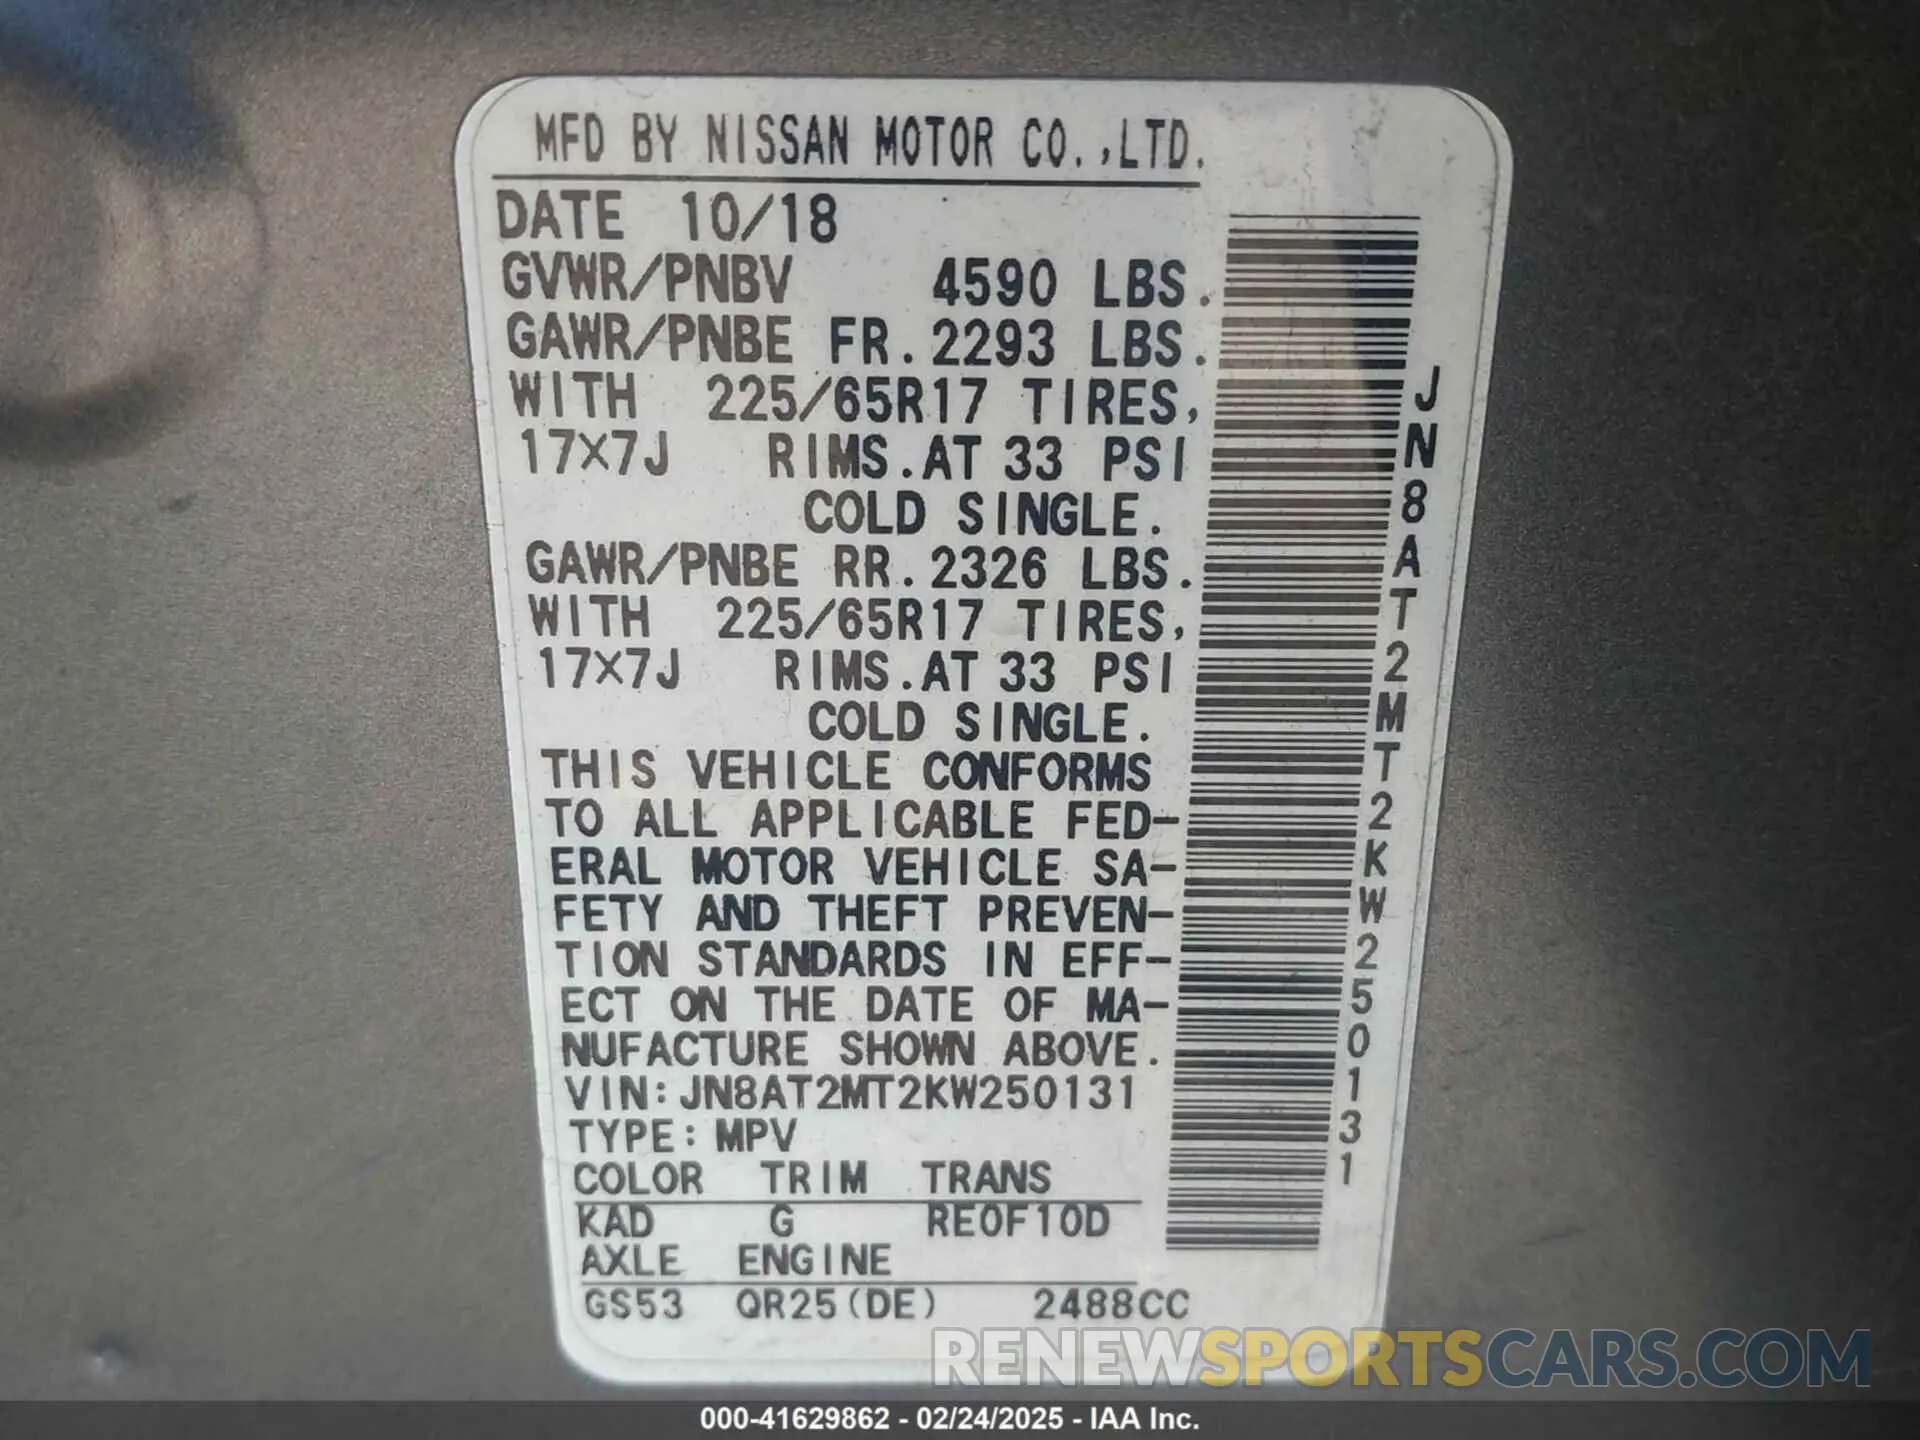 MFD BY NISSAN MOTOR CO.,LTD.
DATE 10/18
GVWR/PNBV 4590 LBS.
GAWR/PNBE FR. 2293 LBS.
WITH 225/65R17 TIRES,
17X7J RIMS.AT 33 PSI
COLD SINGLE.
GAWR/PNBE RR. 2326 LBS.
WITH 225/65R17 TIRES,
17X7J RIMS.AT 33 PSI
COLD SINGLE.
THIS VEHICLE CONFORMS
TO ALL APPLICABLE FED-
ERAL MOTOR VEHICLE SA-
FETY AND THEFT PREVEN-
TION STANDARDS IN EFF-
ECT ON THE DATE OF MA-
NUFACTURE SHOWN ABOVE.
VIN:JN8AT2MT2KW250131
TYPE:MPV
COLOR TRIM TRANS
KAD G RE0F10D
AXLE ENGINE
GS53 QR25(DE) 2488CC
JN8AT2MT2KW250131
RENEWSPORTSCARS.COM
000-41629862 - 02/24/2025 - IAA Inc.